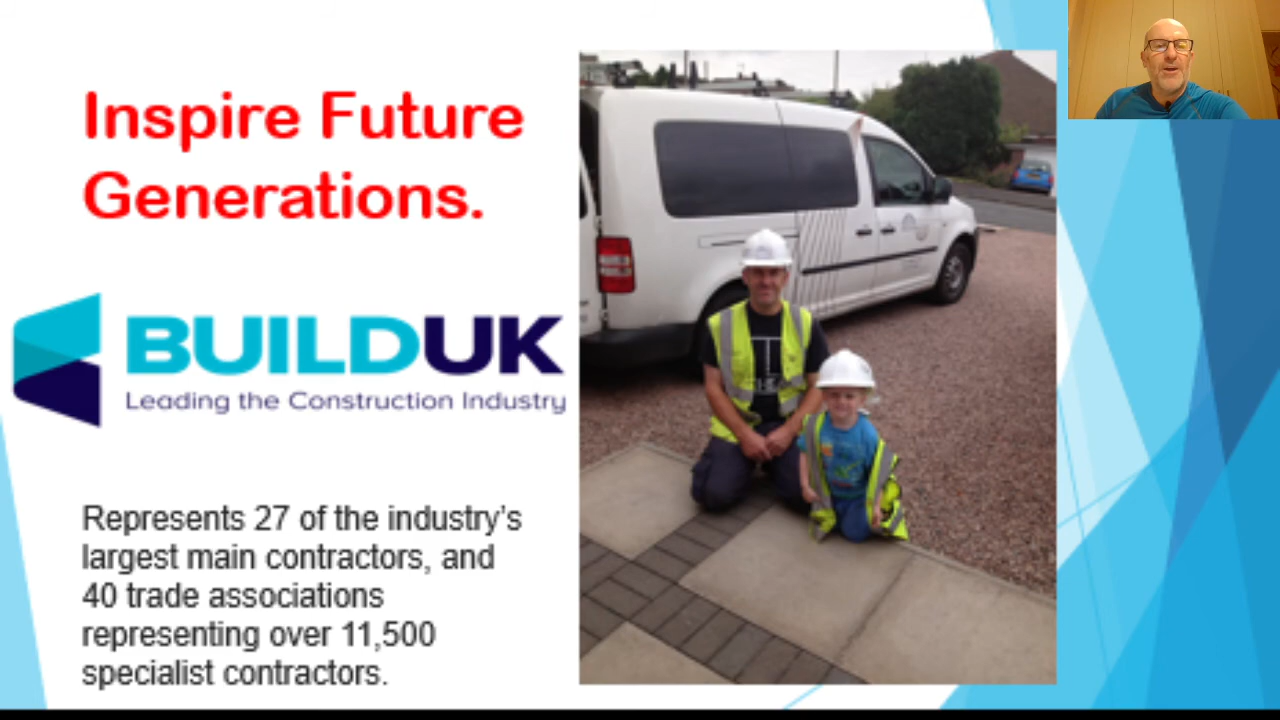 Inspire Future
Generations.
BUILDUK
Leading the Construction Industry
Represents 27 of the industry's
largest main contractors, and
40 trade associations
representing over 11,500
specialist contractors.